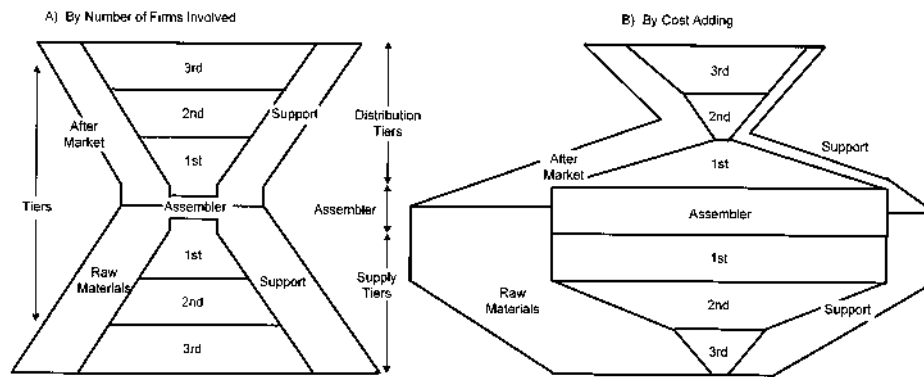 A) By Number of Firms Involved
3rd
2nd
1st
After
Market
Support
Tiers
Assembler
1st
2nd
3rd
Raw
Materials
Support
Distribution
Tiers
Assembler
Supply
Tiers
B) By Cost Adding
3rd
2nd
1st
After
Market
Support
Assembler
1st
2nd
3rd
Raw
Materials
Support